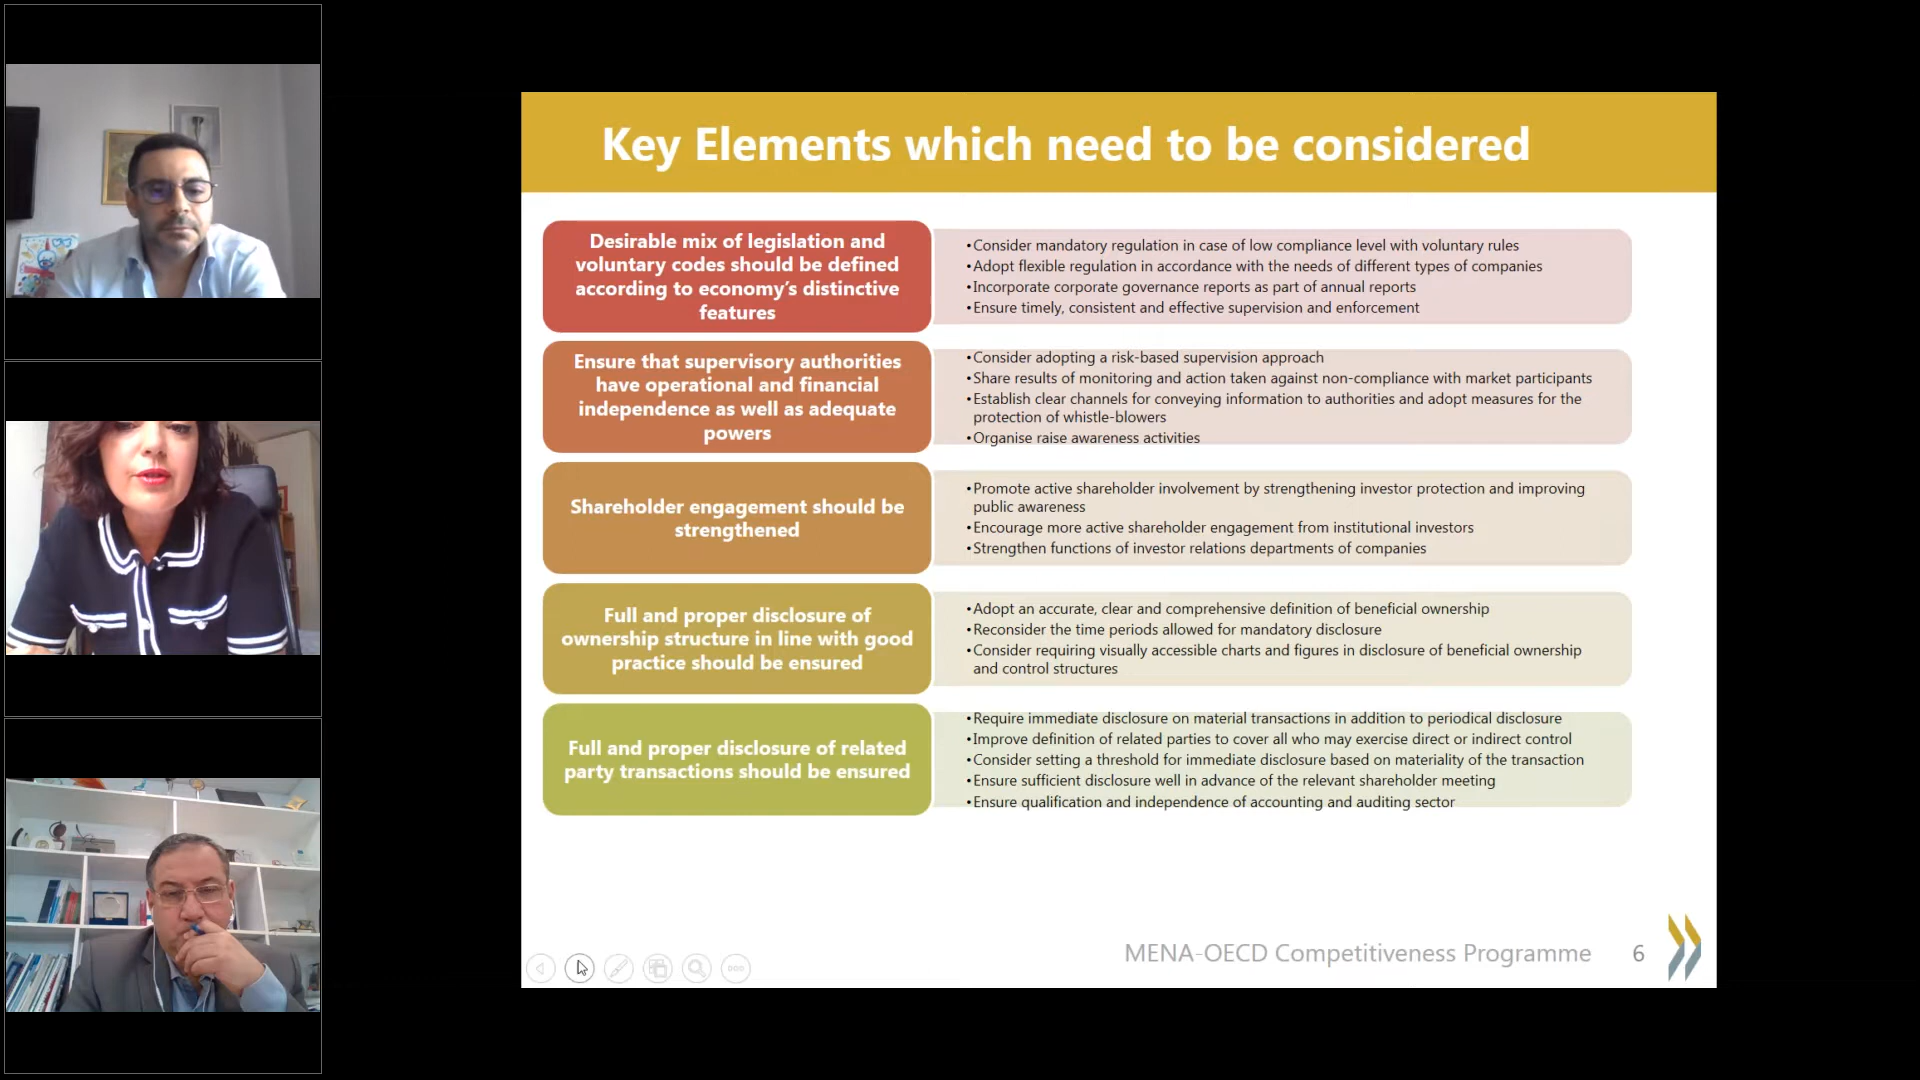 Key Elements which need to be considered
Desirable mix of legislation and
voluntary codes should be defined
according to economy's distinctive
features
•Consider mandatory regulation in case of low compliance level with voluntary rules
•Adopt flexible regulation in accordance with the needs of different types of companies
•Incorporate corporate governance reports as part of annual reports
•Ensure timely, consistent and effective supervision and enforcement
Ensure that supervisory authorities
have operational and financial
independence as well as adequate
powers
•Consider adopting a risk-based supervision approach
•Share results of monitoring and action taken against non-compliance with market participants
•Establish clear channels for conveying information to authorities and adopt measures for the
protection of whistle-blowers
•Organise raise awareness activities
Shareholder engagement should be
strengthened
•Promote active shareholder involvement by strengthening investor protection and improving
public awareness
•Encourage more active shareholder engagement from institutional investors
•Strengthen functions of investor relations departments of companies
Full and proper disclosure of
ownership structure in line with good
practice should be ensured
•Adopt an accurate, clear and comprehensive definition of beneficial ownership
•Reconsider the time periods allowed for mandatory disclosure
•Consider requiring visually accessible charts and figures in disclosure of beneficial ownership
and control structures
Full and proper disclosure of related
party transactions should be ensured
•Require immediate disclosure on material transactions in addition to periodical disclosure
•Improve definition of related parties to cover all who may exercise direct or indirect control
•Consider setting a threshold for immediate disclosure based on materiality of the transaction
•Ensure sufficient disclosure well in advance of the relevant shareholder meeting
•Ensure qualification and independence of accounting and auditing sector
MENA-OECD Competitiveness Programme 6